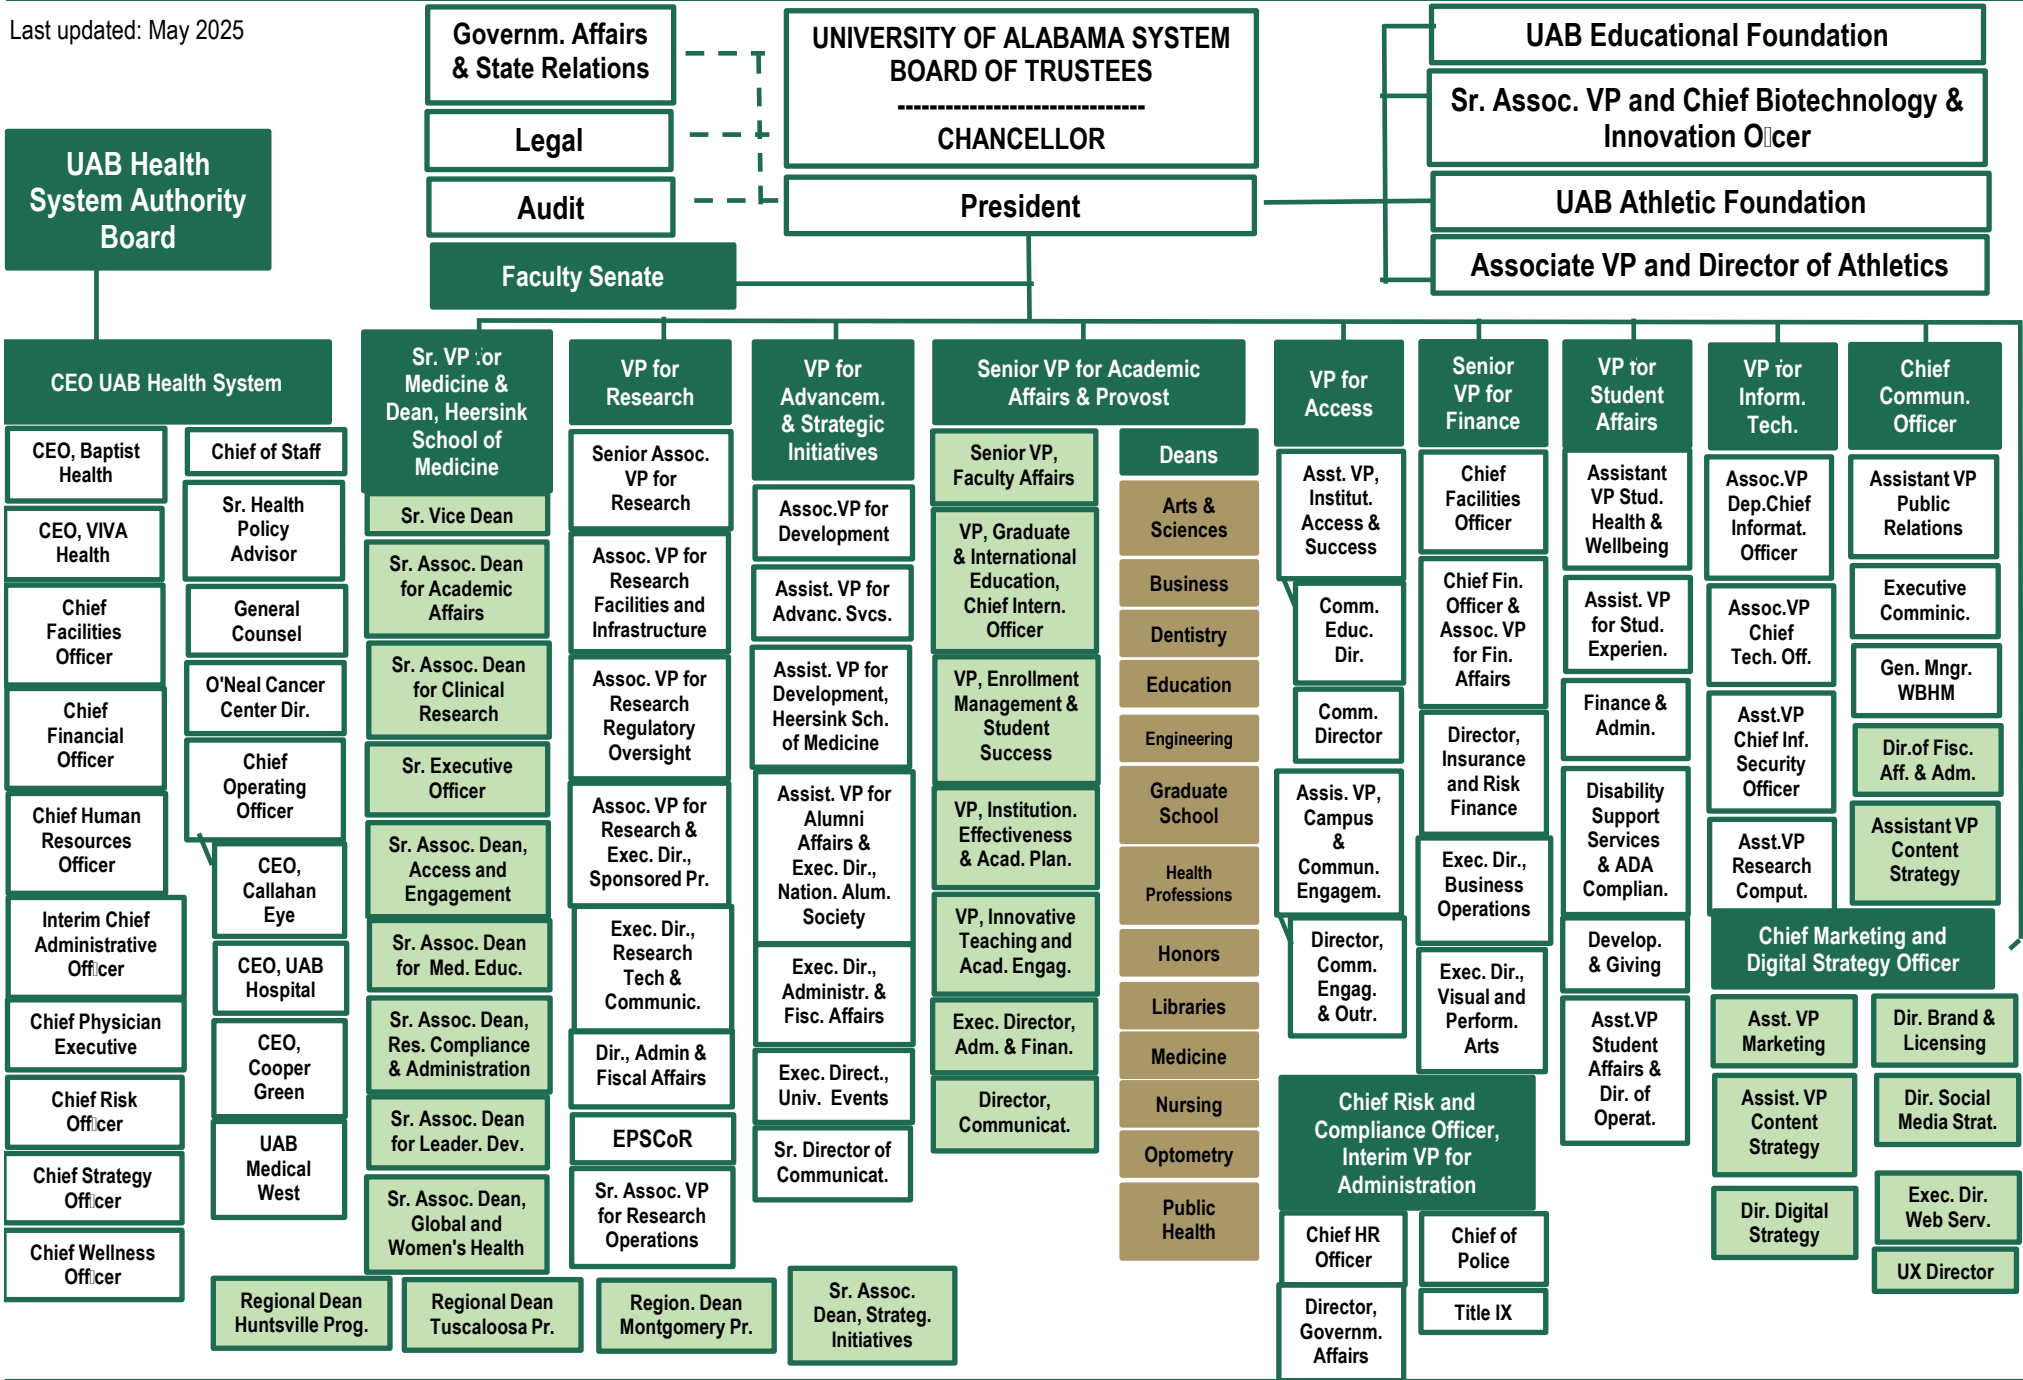 Last updated: May 2025
Governm. Affairs
& State Relations
Legal
Audit
UNIVERSITY OF ALABAMA SYSTEM
BOARD OF TRUSTEES
-------------------------------
CHANCELLOR
President
UAB Educational Foundation
Sr. Assoc. VP and Chief Biotechnology &
Innovation O▯cer
UAB Athletic Foundation
Associate VP and Director of Athletics
UAB Health
System Authority
Board
Faculty Senate
CEO UAB Health System
CEO, Baptist
Health
CEO, VIVA
Health
Chief
Facilities
Officer
Chief
Financial
Officer
Chief Human
Resources
Officer
Interim Chief
Administrative
Off▯cer
Chief Physician
Executive
Chief Risk
Off▯cer
Chief Strategy
Off▯cer
Chief Wellness
Off▯cer
Chief of Staff
Sr. Health
Policy
Advisor
General
Counsel
O'Neal Cancer
Center Dir.
Chief
Operating
Officer
CEO,
Callahan
Eye
CEO, UAB
Hospital
CEO,
Cooper
Green
UAB
Medical
West
Sr. VP for
Medicine &
Dean, Heersink
School of
Medicine
Sr. Vice Dean
Sr. Assoc. Dean
for Academic
Affairs
Sr. Assoc. Dean
for Clinical
Research
Sr. Executive
Officer
Sr. Assoc. Dean,
Access and
Engagement
Sr. Assoc. Dean
for Med. Educ.
Sr. Assoc. Dean,
Res. Compliance
& Administration
Sr. Assoc. Dean
for Leader. Dev.
Sr. Assoc. Dean,
Global and
Women's Health
Regional Dean
Huntsville Prog.
Regional Dean
Tuscaloosa Pr.
Region. Dean
Montgomery Pr.
Sr. Assoc.
Dean, Strateg.
Initiatives
VP for
Research
Senior Assoc.
VP for
Research
Assoc. VP for
Research
Facilities and
Infrastructure
Assoc. VP for
Research
Regulatory
Oversight
Assoc. VP for
Research &
Exec. Dir.,
Sponsored Pr.
Exec. Dir.,
Research
Tech &
Communic.
Dir., Admin &
Fiscal Affairs
EPSCoR
Sr. Assoc. VP
for Research
Operations
VP for
Advancem.
& Strategic
Initiatives
Assoc.VP for
Development
Assist. VP for
Advanc. Svcs.
Assist. VP for
Development,
Heersink Sch.
of Medicine
Assist. VP for
Alumni
Affairs &
Exec. Dir.,
Nation. Alum.
Society
Exec. Dir.,
Administr. &
Fisc. Affairs
Exec. Direct.,
Univ. Events
Sr. Director of
Communicat.
Senior VP for Academic
Affairs & Provost
Senior VP,
Faculty Affairs
VP, Graduate
& International
Education,
Chief Intern.
Officer
VP, Enrollment
Management &
Student
Success
VP, Institution.
Effectiveness
& Acad. Plan.
VP, Innovative
Teaching and
Acad. Engag.
Exec. Director,
Adm. & Finan.
Director,
Communicat.
Deans
Arts &
Sciences
Business
Dentistry
Education
Engineering
Graduate
School
Health
Professions
Honors
Libraries
Medicine
Nursing
Optometry
Public
Health
VP for
Access
Asst. VP,
Institut.
Access &
Success
Comm.
Educ.
Dir.
Comm.
Director
Assis. VP,
Campus
&
Commun.
Engagem.
Director,
Comm.
Engag.
& Outr.
Senior
VP for
Finance
Chief
Facilities
Officer
Chief Fin.
Officer &
Assoc. VP
for Fin.
Affairs
Director,
Insurance
and Risk
Finance
Exec. Dir.,
Business
Operations
Exec. Dir.,
Visual and
Perform.
Arts
Chief Risk and
Compliance Officer,
Interim VP for
Administration
Chief HR
Officer
Director,
Governm.
Affairs
Chief of
Police
Title IX
VP for
Student
Affairs
Assistant
VP Stud.
Health &
Wellbeing
Assist. VP
for Stud.
Experien.
Finance &
Admin.
Disability
Support
Services
& ADA
Complian.
Develop.
& Giving
Asst.VP
Student
Affairs &
Dir. of
Operat.
VP for
Inform.
Tech.
Assoc.VP
Dep.Chief
Informat.
Officer
Assoc.VP
Chief
Tech. Off.
Asst.VP
Chief Inf.
Security
Officer
Asst.VP
Research
Comput.
Chief
Commun.
Officer
Assistant VP
Public
Relations
Executive
Comminic.
Gen. Mngr.
WBHM
Dir.of Fisc.
Aff. & Adm.
Assistant VP
Content
Strategy
Chief Marketing and
Digital Strategy Officer
Asst. VP
Marketing
Assist. VP
Content
Strategy
Dir. Digital
Strategy
Dir. Brand &
Licensing
Dir. Social
Media Strat.
Exec. Dir.
Web Serv.
UX Director